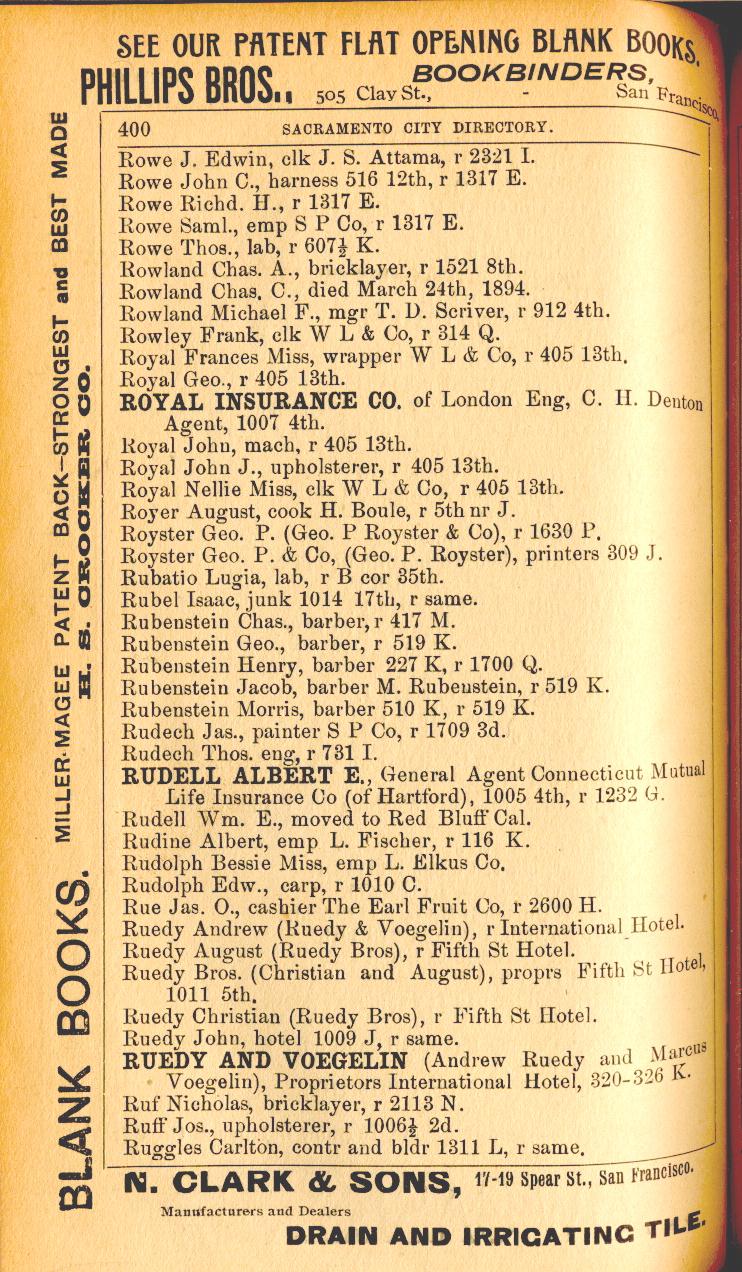 SEE OUR PATENT FLAT OPENING BLANK BOOKS.
PHILLIPS BROS., 505 Clay St., BOOKBINDERS, - San Francisco,
400 SACRAMENTO CITY DIRECTORY.
Rowe J. Edwin, clk J. S. Attama, r 2321 I.
Rowe John C., harness 516 12th, r 1317 E.
Rowe Richd. H., r 1317 E.
Rowe Saml., emp S P Co, r 1317 E.
Rowe Thos., lab, r 607½ K.
Rowland Chas. A., bricklayer, r 1521 8th.
Rowland Chas. C., died March 24th, 1894.
Rowland Michael F., mgr T. D. Scriver, r 912 4th.
Rowley Frank, clk W L & Co, r 314 Q.
Royal Frances Miss, wrapper W L & Co, r 405 13th.
Royal Geo., r 405 13th.
ROYAL INSURANCE CO. of London Eng, C. H. Denton
Agent, 1007 4th.
Royal John, mach, r 405 13th.
Royal John J., upholsterer, r 405 13th.
Royal Nellie Miss, clk W L & Co, r 405 13th.
Royer August, cook H. Boule, r 5th nr J.
Royster Geo. P. (Geo. P Royster & Co), r 1630 P.
Royster Geo. P. & Co, (Geo. P. Royster), printers 309 J.
Rubatio Lugia, lab, r B cor 35th.
Rubel Isaac, junk 1014 17th, r same.
Rubenstein Chas., barber, r 417 M.
Rubenstein Geo., barber, r 519 K.
Rubenstein Henry, barber 227 K, r 1700 Q.
Rubenstein Jacob, barber M. Rubenstein, r 519 K.
Rubenstein Morris, barber 510 K, r 519 K.
Rudech Jas., painter S P Co, r 1709 3d.
Rudech Thos. eng, r 731 I.
RUDELL ALBERT E., General Agent Connecticut Mutual
Life Insurance Co (of Hartford), 1005 4th, r 1232 G.
Rudell Wm. E., moved to Red Bluff Cal.
Rudine Albert, emp L. Fischer, r 116 K.
Rudolph Bessie Miss, emp L. Elkus Co.
Rudolph Edw., carp, r 1010 C.
Rue Jas. O., cashier The Earl Fruit Co, r 2600 H.
Ruedy Andrew (Ruedy & Voegelin), r International Hotel.
Ruedy August (Ruedy Bros), r Fifth St Hotel.
Ruedy Bros. (Christian and August), proprs Fifth St Hotel,
1011 5th.
Ruedy Christian (Ruedy Bros), r Fifth St Hotel.
Ruedy John, hotel 1009 J, r same.
RUEDY AND VOEGELIN (Andrew Ruedy and Marcus
Voegelin), Proprietors International Hotel, 320-326 K.
Ruf Nicholas, bricklayer, r 2113 N.
Ruff Jos., upholsterer, r 1006½ 2d.
Ruggles Carlton, contr and bldr 1311 L, r same.
N. CLARK & SONS, 17-19 Spear St., San Francisco.
Manufacturers and Dealers
DRAIN AND IRRIGATING TILE.
BLANK BOOKS. MILLER-MAGEE PATENT BACK—STRONGEST and BEST MADE
H. S. CROCKER CO.